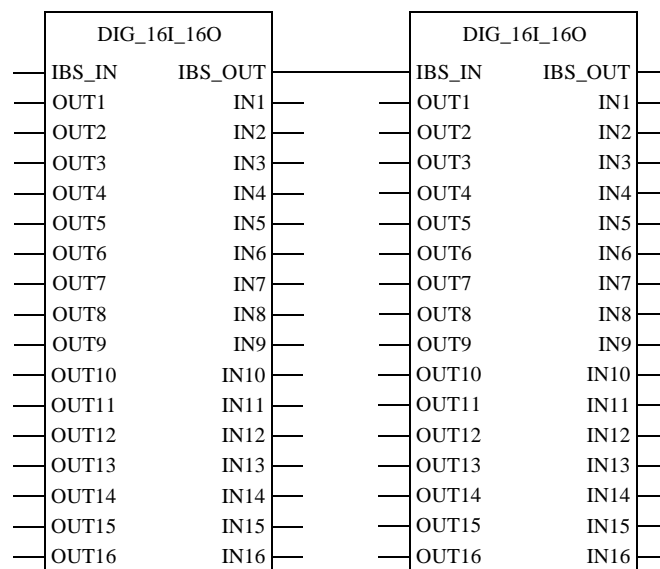 DIG_16I_16O DIG_16I_16O
IBS_IN IBS_OUT IBS_IN IBS_OUT
OUT1 IN1 OUT1 IN1
OUT2 IN2 OUT2 IN2
OUT3 IN3 OUT3 IN3
OUT4 IN4 OUT4 IN4
OUT5 IN5 OUT5 IN5
OUT6 IN6 OUT6 IN6
OUT7 IN7 OUT7 IN7
OUT8 IN8 OUT8 IN8
OUT9 IN9 OUT9 IN9
OUT10 IN10 OUT10 IN10
OUT11 IN11 OUT11 IN11
OUT12 IN12 OUT12 IN12
OUT13 IN13 OUT13 IN13
OUT14 IN14 OUT14 IN14
OUT15 IN15 OUT15 IN15
OUT16 IN16 OUT16 IN16